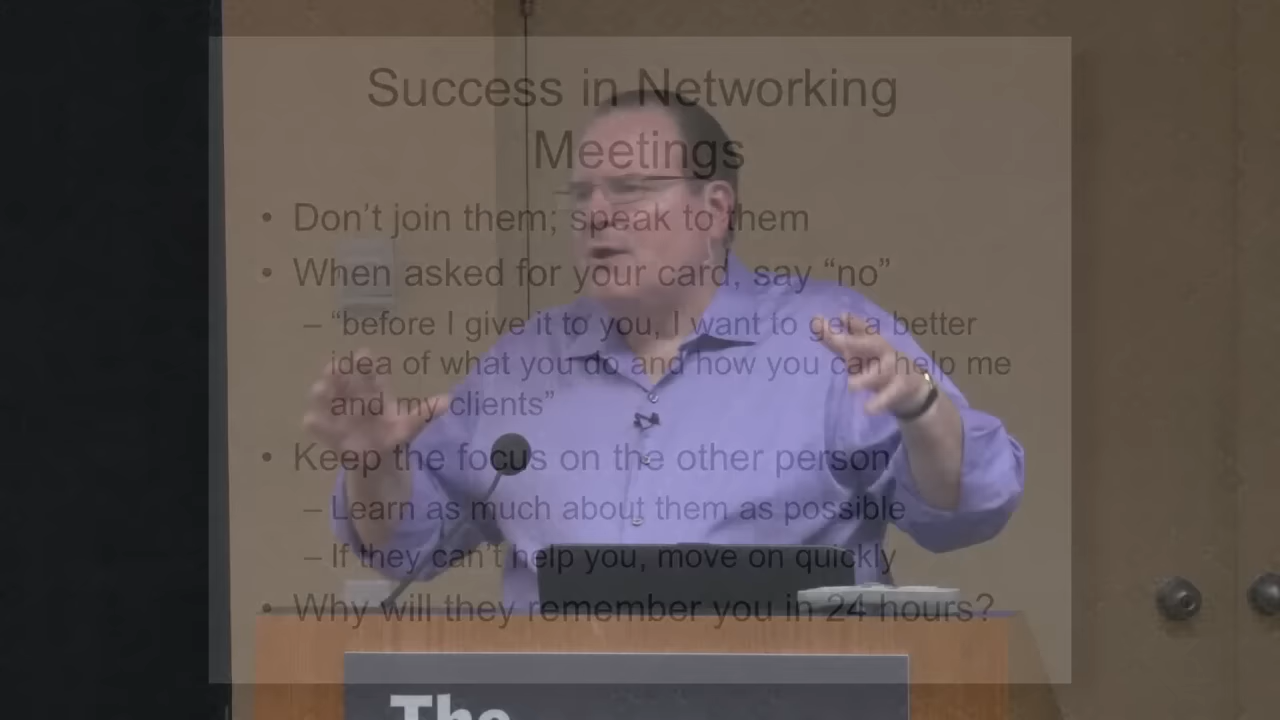 Success in Networking
Meetings
• Don't join them; speak to them
• When asked for your card, say “no”
– “before I give it to you, I want to get a better
idea of what you do and how you can help me
and my clients”
• Keep the focus on the other person
– Learn as much about them as possible
– If they can't help you, move on quickly
• Why will they remember you in 24 hours?
The